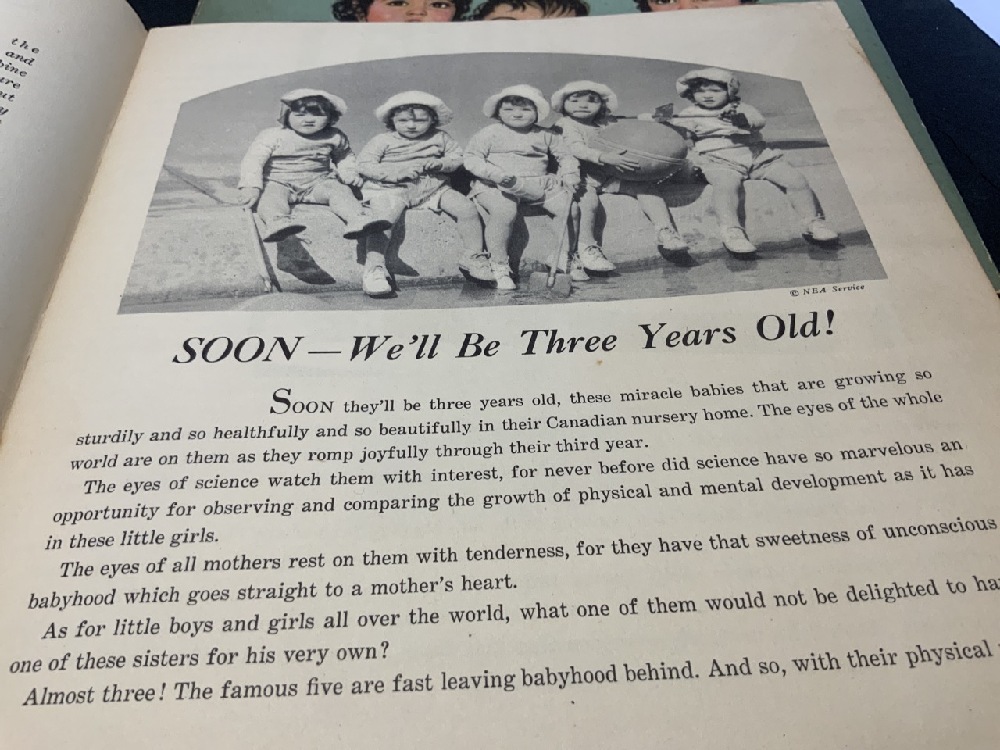 the
and
ut
© NEA Service
SOON — We'll Be Three Years Old!
SOON they'll be three years old, these miracle babies that are growing so
sturdily and so healthfully and so beautifully in their Canadian nursery home. The eyes of the whole
world are on them as they romp joyfully through their third year.
The eyes of science watch them with interest, for never before did science have so marvelous an
opportunity for observing and comparing the growth of physical and mental development as it has
in these little girls.
The eyes of all mothers rest on them with tenderness, for they have that sweetness of unconscious
babyhood which goes straight to a mother's heart.
As for little boys and girls all over the world, what one of them would not be delighted to ha
one of these sisters for his very own?
Almost three! The famous five are fast leaving babyhood behind. And so, with their physical